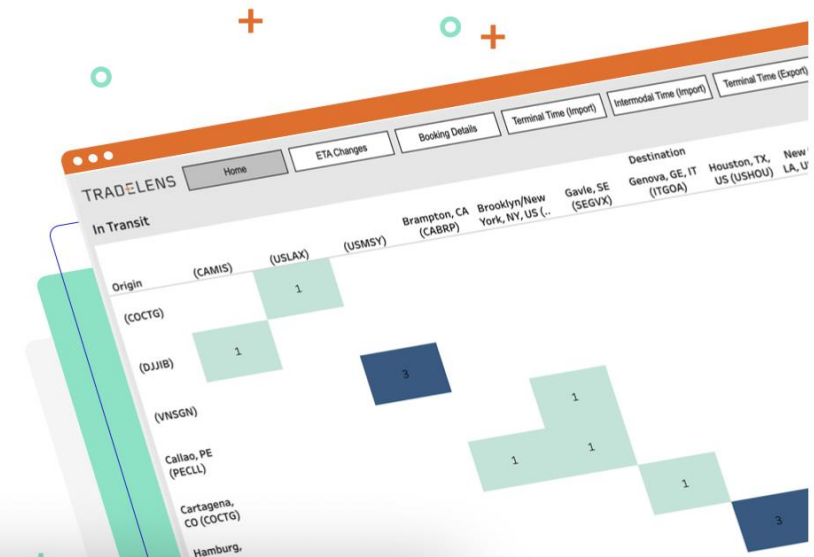 TRADELENS
Home
ETA Changes
Booking Details
Terminal Time (Import)
Intermodal Time (Import)
Terminal Time (Export)
In Transit
Destination
Origin
(CAMIS)
(USLAX)
(USMSY)
Brampton, CA
(CABRP)
Brooklyn/New
York, NY, US (..
Gavle, SE
(SEGVX)
Genova, GE, IT
(ITGOA)
Houston, TX,
US (USHOU)
New
LA, U
(COCTG)
1
(DJJIB)
1
(VNSGN)
3
Callao, PE
(PECLL)
1
Cartagena,
CO (COCTG)
1
1
Hamburg,
1
3